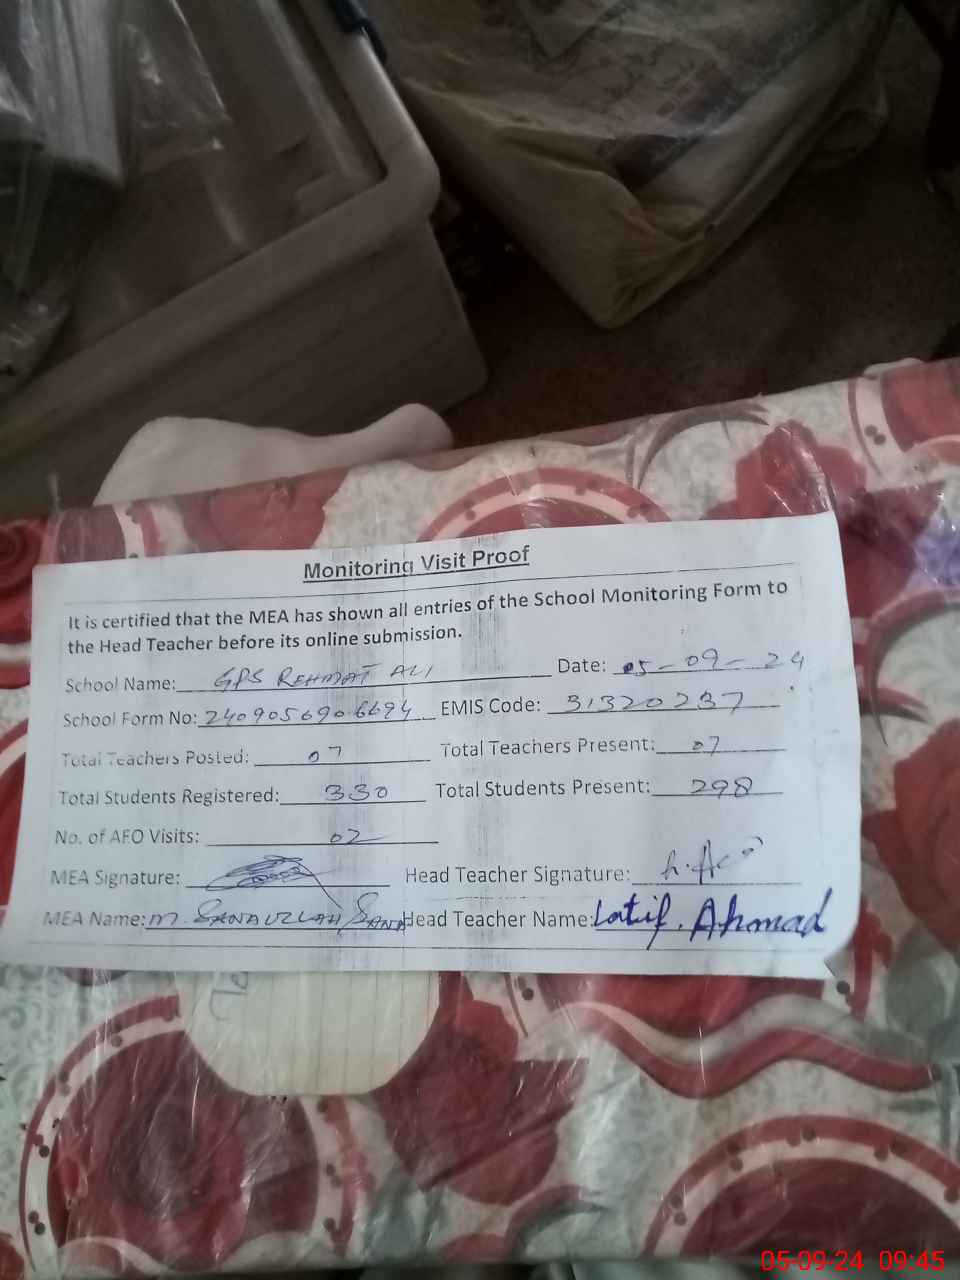 Monitoring Visit Proof
It is certified that the MEA has shown all entries of the School Monitoring Form to
the Head Teacher before its online submission.
School Name: GPS REHMAT ALI Date: 05-09-24
School Form No: 2409056906694 EMIS Code: 31320237
Total Teachers Posted: 07 Total Teachers Present: 07
Total Students Registered: 330 Total Students Present: 298
No. of AFO Visits: 02
MEA Signature: Head Teacher Signature:
MEA Name: M. SANAULLAH SANA Head Teacher Name: Latif. Ahmad
05-09-24 09:45